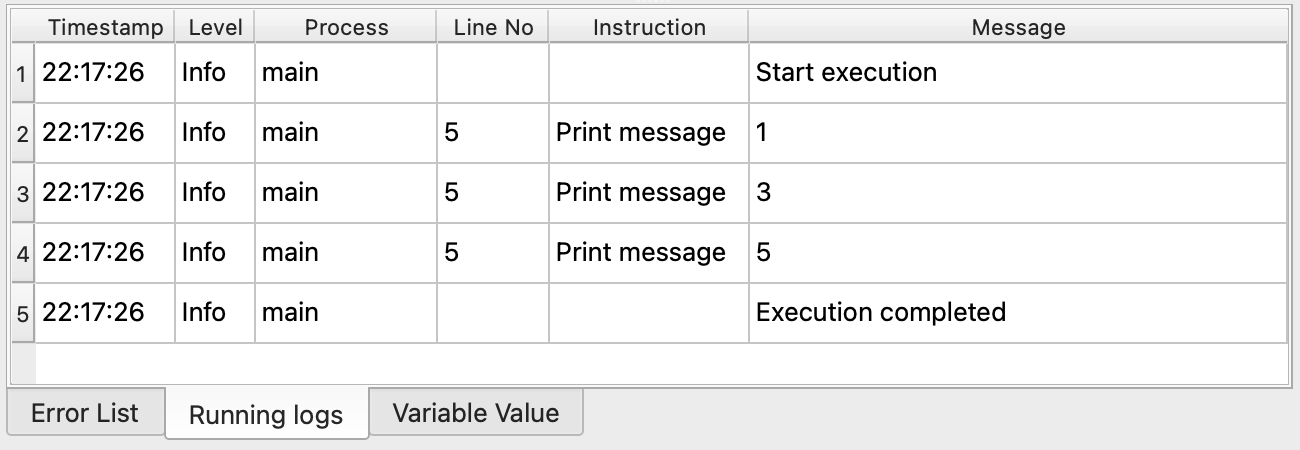 Timestamp Level Process Line No Instruction Message
1 22:17:26 Info main Start execution
2 22:17:26 Info main 5 Print message 1
3 22:17:26 Info main 5 Print message 3
4 22:17:26 Info main 5 Print message 5
5 22:17:26 Info main Execution completed
Error List Running logs Variable Value